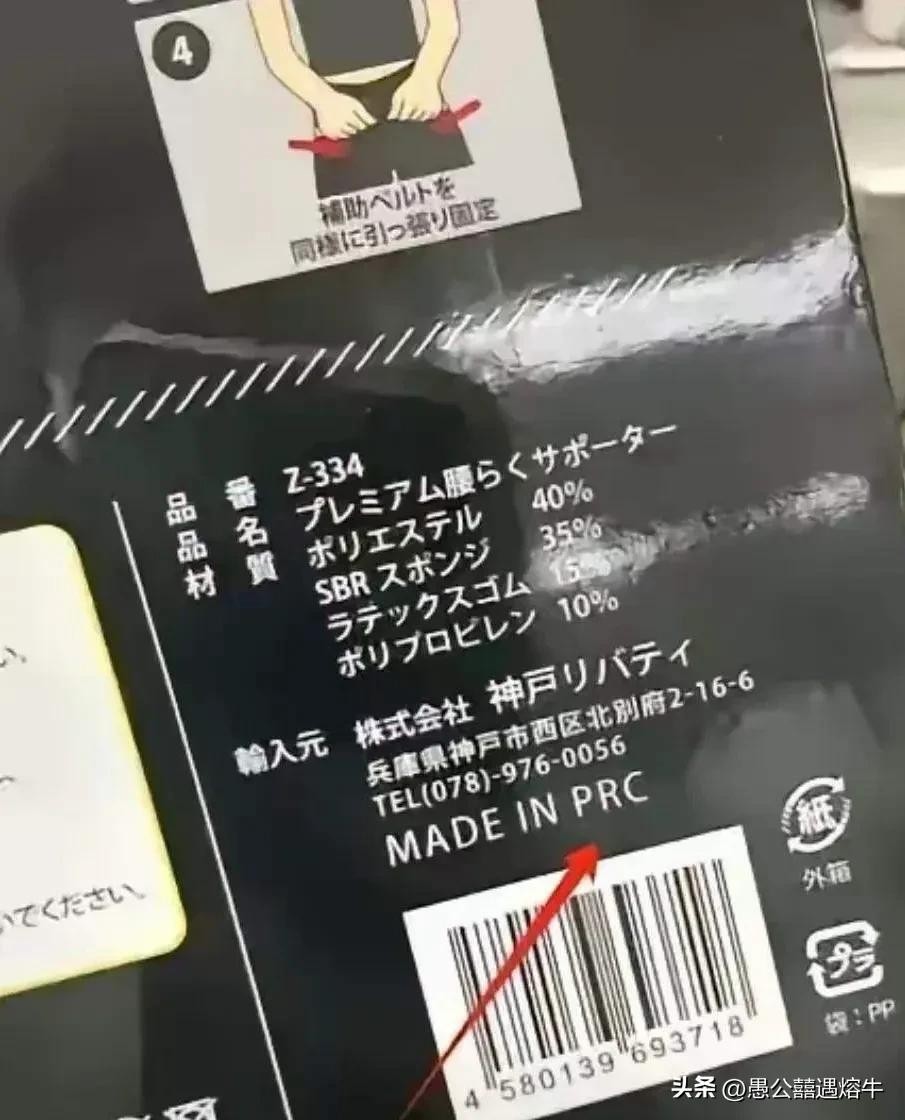 4
補助ベルトを
同様に引っ張り固定
品 番 Z-334
品 名 プレミアム腰らくサポーター
材 質 ポリエステル 40%
SBR スポンジ 35%
ラテックスゴム 15%
ポリプロピレン 10%
輸入元 株式会社 神戸リバティ
兵庫県神戸市西区北別府2-16-6
TEL(078)-976-0056
MADE IN PRC
い。
いでください。
紙
外箱
プラ
袋：PP
4 580139 693718
头条 @愚公囍遇熔牛